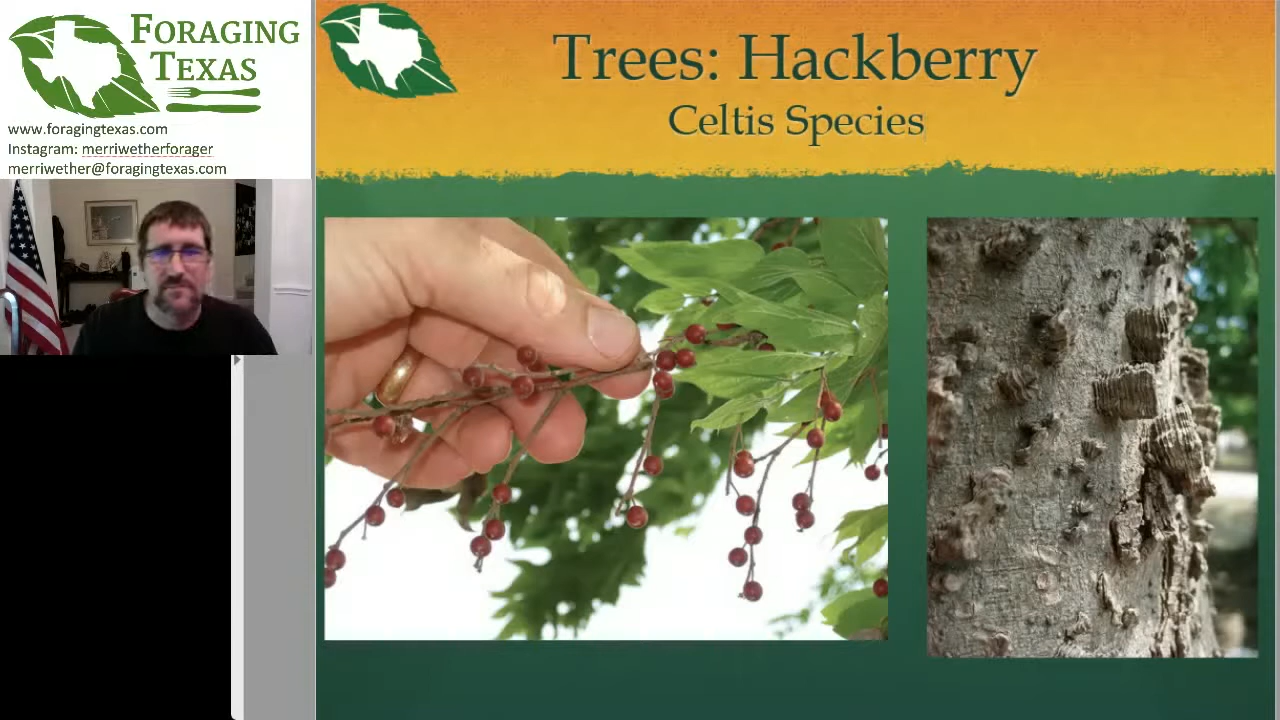 FORAGING
TEXAS
www.foragingtexas.com
Instagram: merriwetherforager
merriwether@foragingtexas.com
Trees: Hackberry
Celtis Species